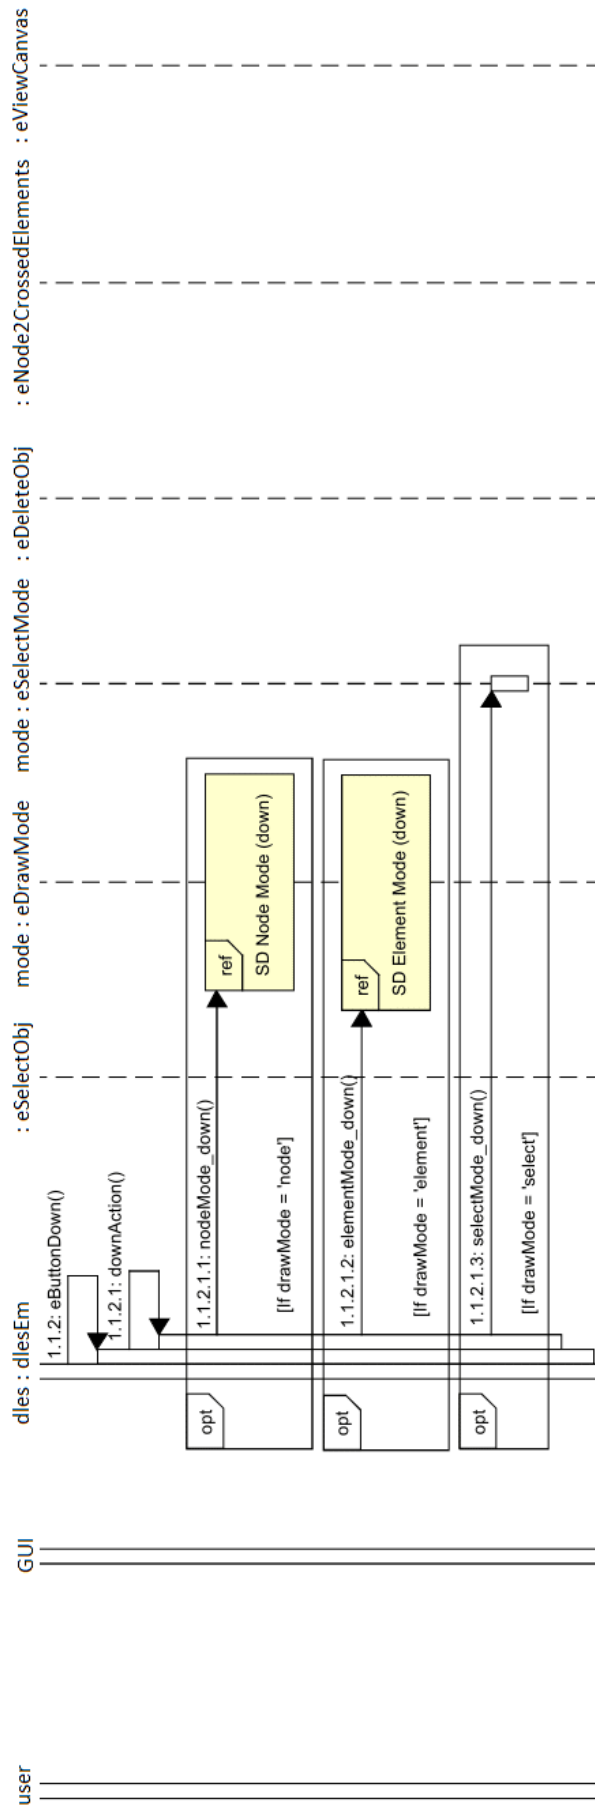 user
GUI
dIes : dIesEm
: eSelectObj
mode : eDrawMode
mode : eSelectMode
: eDeleteObj
: eNode2CrossedElements
: eViewCanvas
1.1.2: eButtonDown()
1.1.2.1: downAction()
opt
1.1.2.1.1: nodeMode_down()
ref
SD Node Mode (down)
[If drawMode = 'node']
opt
1.1.2.1.2: elementMode_down()
ref
SD Element Mode (down)
[If drawMode = 'element']
opt
1.1.2.1.3: selectMode_down()
[If drawMode = 'select']